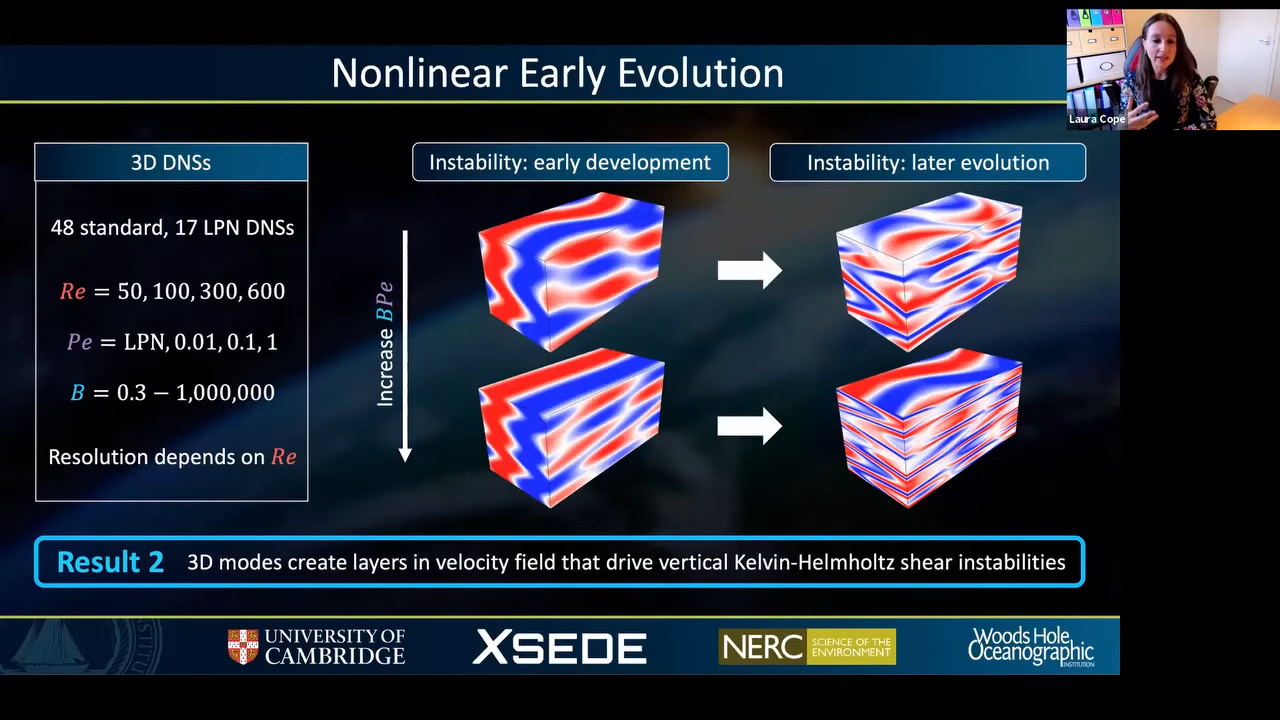 Nonlinear Early Evolution
Laura Cope
3D DNSs
48 standard, 17 LPN DNSs
Re = 50, 100, 300, 600
Pe = LPN, 0.01, 0.1, 1
B = 0.3 − 1,000,000
Resolution depends on Re
Increase BPe
Instability: early development
Instability: later evolution
Result 2 3D modes create layers in velocity field that drive vertical Kelvin-Helmholtz shear instabilities
UNIVERSITY OF
CAMBRIDGE
XSEDE
NERC
SCIENCE OF THE
ENVIRONMENT
Woods Hole
Oceanographic
INSTITUTION